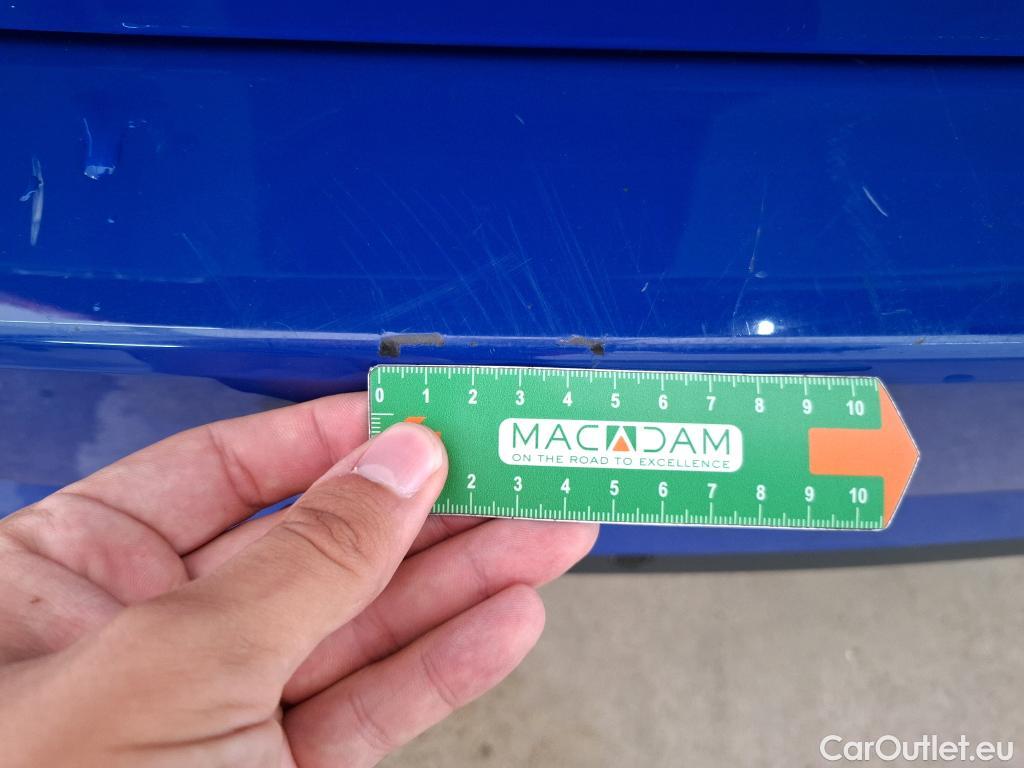 0 1 2 3 4 5 6 7 8 9 10
MACADAM
ON THE ROAD TO EXCELLENCE
2 3 4 5 6 7 8 9 10
CarOutlet.eu